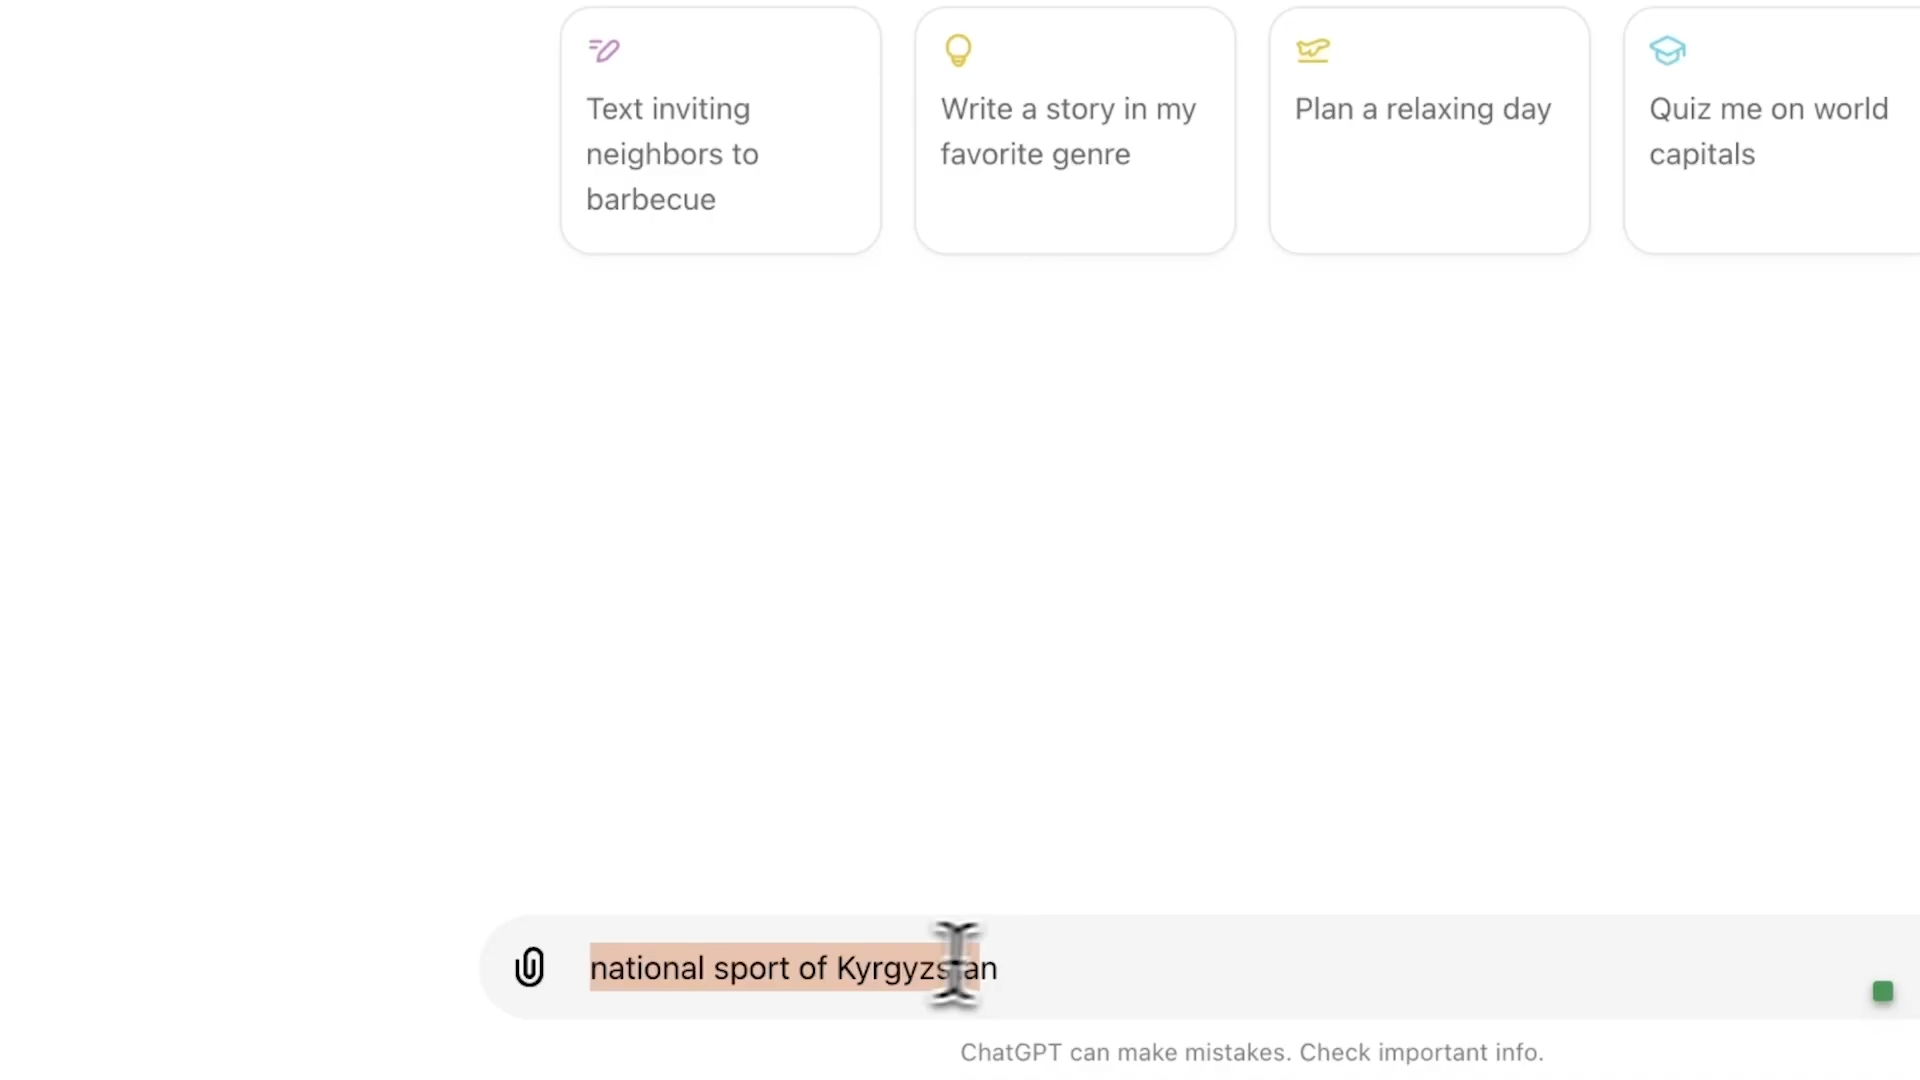 Text inviting
neighbors to
barbecue
Write a story in my
favorite genre
Plan a relaxing day
Quiz me on world
capitals
national sport of Kyrgyzstan
ChatGPT can make mistakes. Check important info.